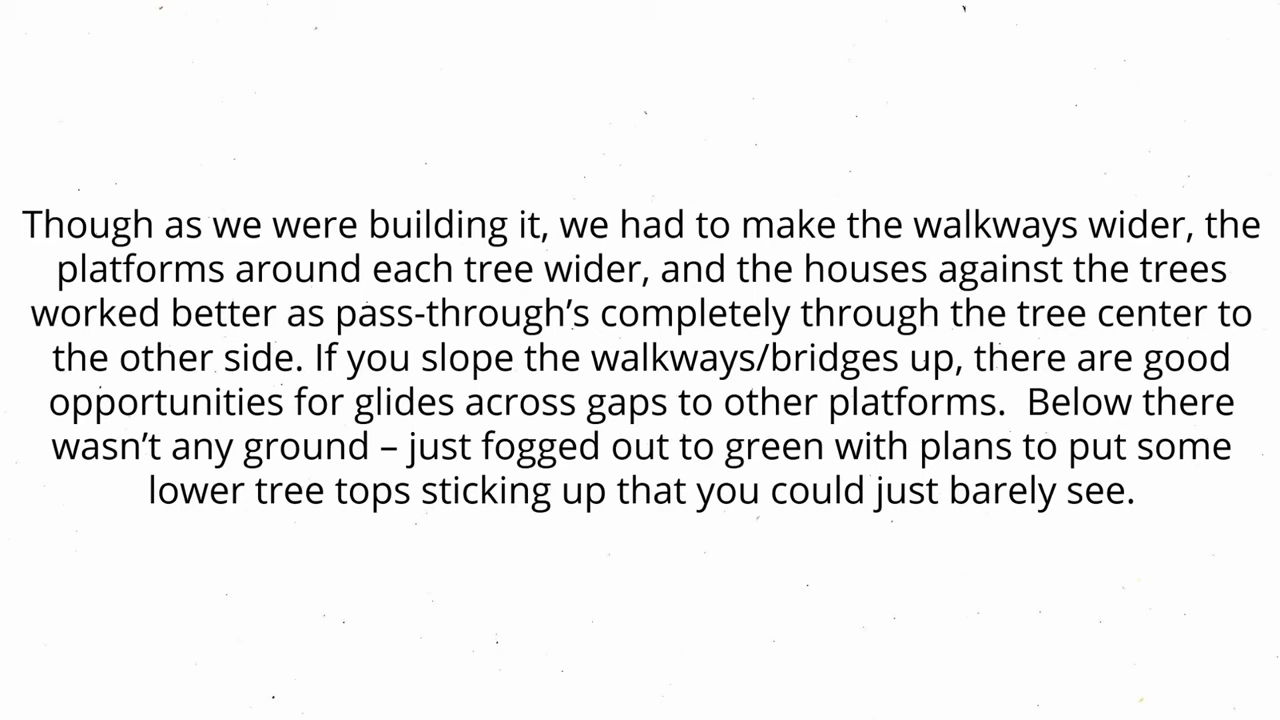 Though as we were building it, we had to make the walkways wider, the
platforms around each tree wider, and the houses against the trees
worked better as pass-through’s completely through the tree center to
the other side. If you slope the walkways/bridges up, there are good
opportunities for glides across gaps to other platforms.  Below there
wasn’t any ground – just fogged out to green with plans to put some
lower tree tops sticking up that you could just barely see.